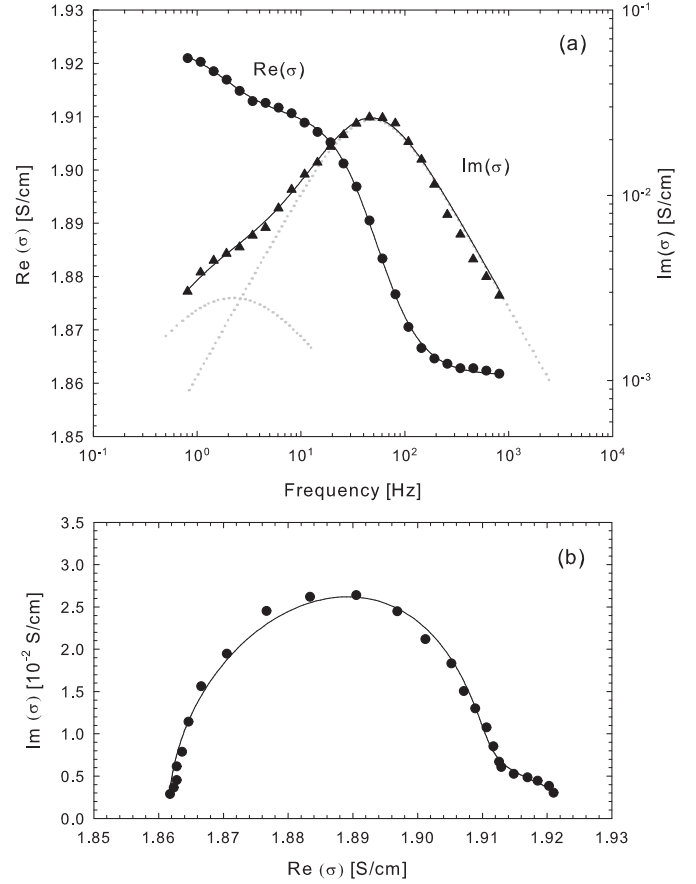 1.93
1.92
1.91
1.90
1.89
1.88
1.87
1.86
1.85
Re (σ) [S/cm]
(a)
Re(σ)
Im(σ)
10⁻¹
10⁻²
10⁻³
Im(σ) [S/cm]
10⁻¹ 10⁰ 10¹ 10² 10³ 10⁴
Frequency [Hz]
3.5
3.0
2.5
2.0
1.5
1.0
0.5
0.0
Im (σ) [10⁻² S/cm]
(b)
1.85 1.86 1.87 1.88 1.89 1.90 1.91 1.92 1.93
Re (σ) [S/cm]